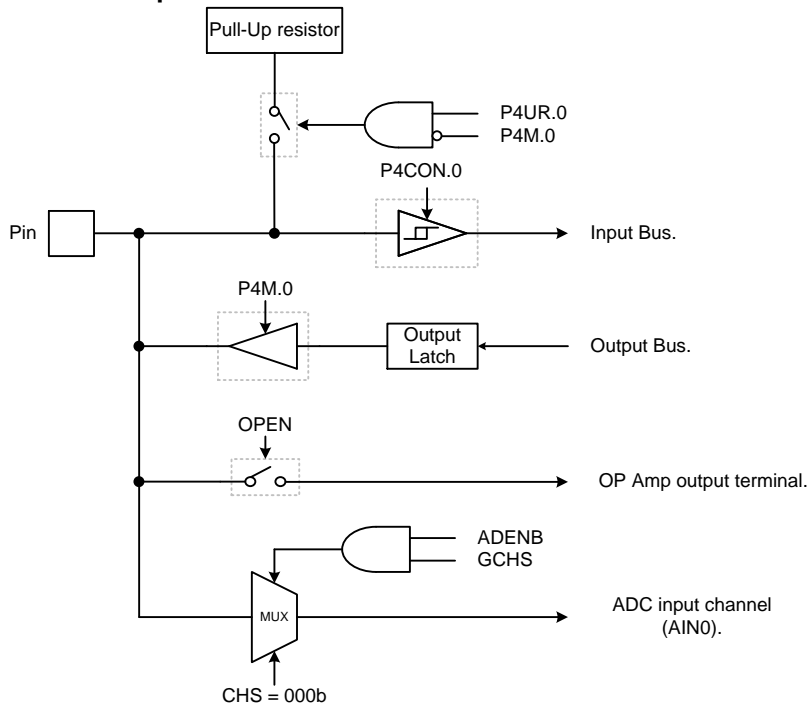 Pull-Up resistor
P4UR.0
P4M.0
P4CON.0
Pin
Input Bus.
P4M.0
Output
Latch
Output Bus.
OPEN
OP Amp output terminal.
ADENB
GCHS
MUX
ADC input channel
(AIN0).
CHS = 000b